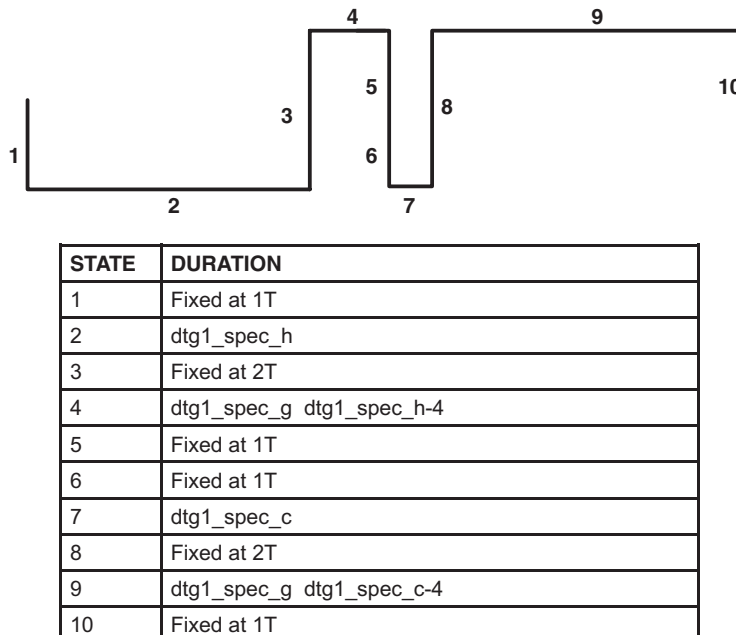 4
9
5
10
3
8
1
6
2
7
STATE DURATION
1 Fixed at 1T
2 dtg1_spec_h
3 Fixed at 2T
4 dtg1_spec_g dtg1_spec_h-4
5 Fixed at 1T
6 Fixed at 1T
7 dtg1_spec_c
8 Fixed at 2T
9 dtg1_spec_g dtg1_spec_c-4
10 Fixed at 1T